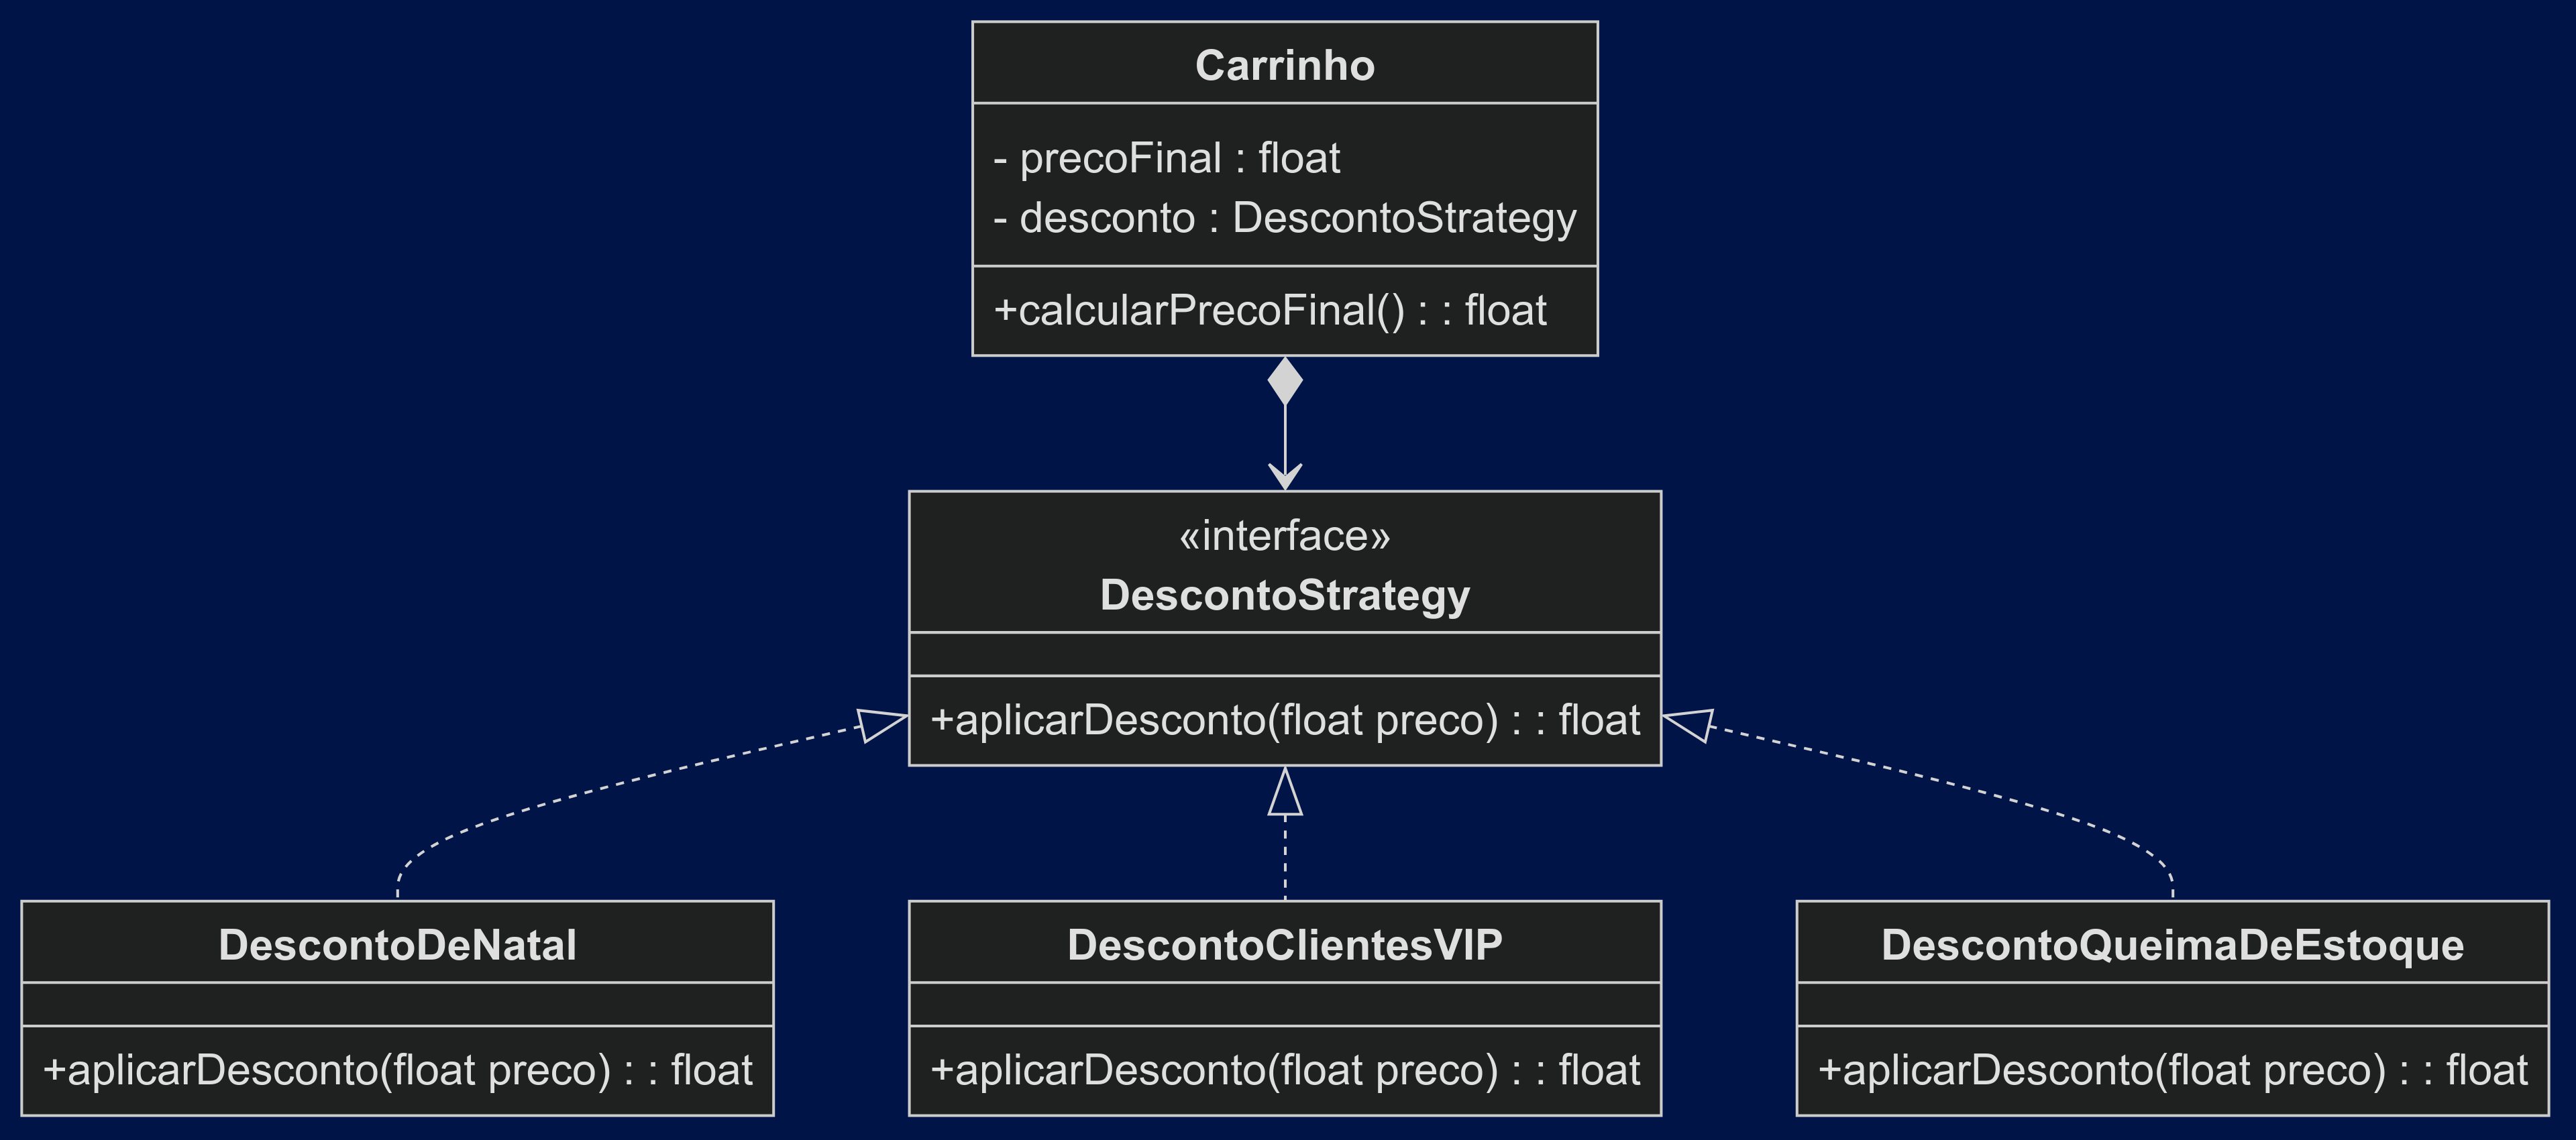 Carrinho
- precoFinal : float
- desconto : DescontoStrategy
+calcularPrecoFinal() : : float
«interface»
DescontoStrategy
+aplicarDesconto(float preco) : : float
DescontoDeNatal
+aplicarDesconto(float preco) : : float
DescontoClientesVIP
+aplicarDesconto(float preco) : : float
DescontoQueimaDeEstoque
+aplicarDesconto(float preco) : : float